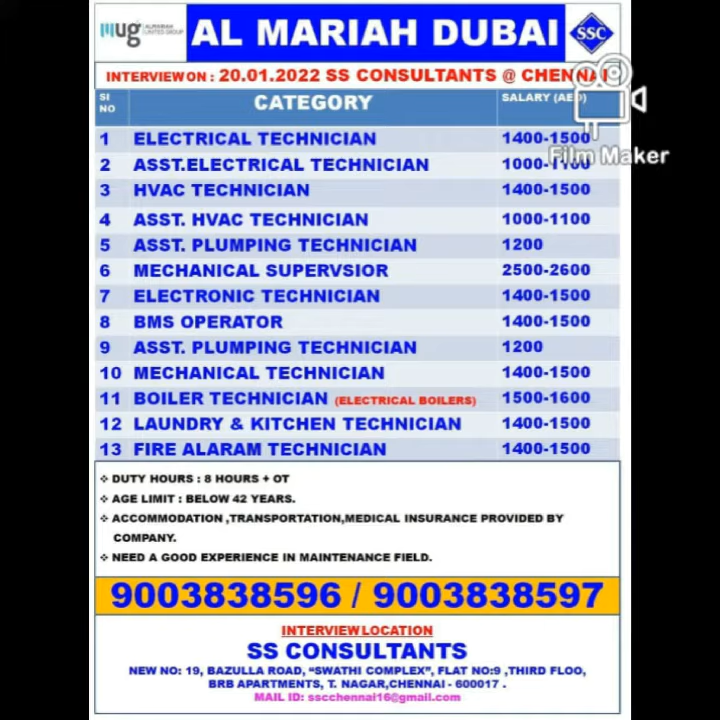 mug ALMARIAH UNITED GROUP AL MARIAH DUBAI SSC
INTERVIEW ON : 20.01.2022 SS CONSULTANTS @ CHENNAI
SI NO CATEGORY SALARY (AED)
1 ELECTRICAL TECHNICIAN 1400-1500
2 ASST.ELECTRICAL TECHNICIAN 1000-1100
Film Maker
3 HVAC TECHNICIAN 1400-1500
4 ASST. HVAC TECHNICIAN 1000-1100
5 ASST. PLUMPING TECHNICIAN 1200
6 MECHANICAL SUPERVSIOR 2500-2600
7 ELECTRONIC TECHNICIAN 1400-1500
8 BMS OPERATOR 1400-1500
9 ASST. PLUMPING TECHNICIAN 1200
10 MECHANICAL TECHNICIAN 1400-1500
11 BOILER TECHNICIAN (ELECTRICAL BOILERS) 1500-1600
12 LAUNDRY & KITCHEN TECHNICIAN 1400-1500
13 FIRE ALARAM TECHNICIAN 1400-1500
❖ DUTY HOURS : 8 HOURS + OT
❖ AGE LIMIT : BELOW 42 YEARS.
❖ ACCOMMODATION ,TRANSPORTATION,MEDICAL INSURANCE PROVIDED BY
COMPANY.
❖ NEED A GOOD EXPERIENCE IN MAINTENANCE FIELD.
9003838596 / 9003838597
INTERVIEW LOCATION
SS CONSULTANTS
NEW NO: 19, BAZULLA ROAD, “SWATHI COMPLEX”, FLAT NO:9 ,THIRD FLOO,
BRB APARTMENTS, T. NAGAR,CHENNAI - 600017 .
MAIL ID: sscchennai16@gmail.com